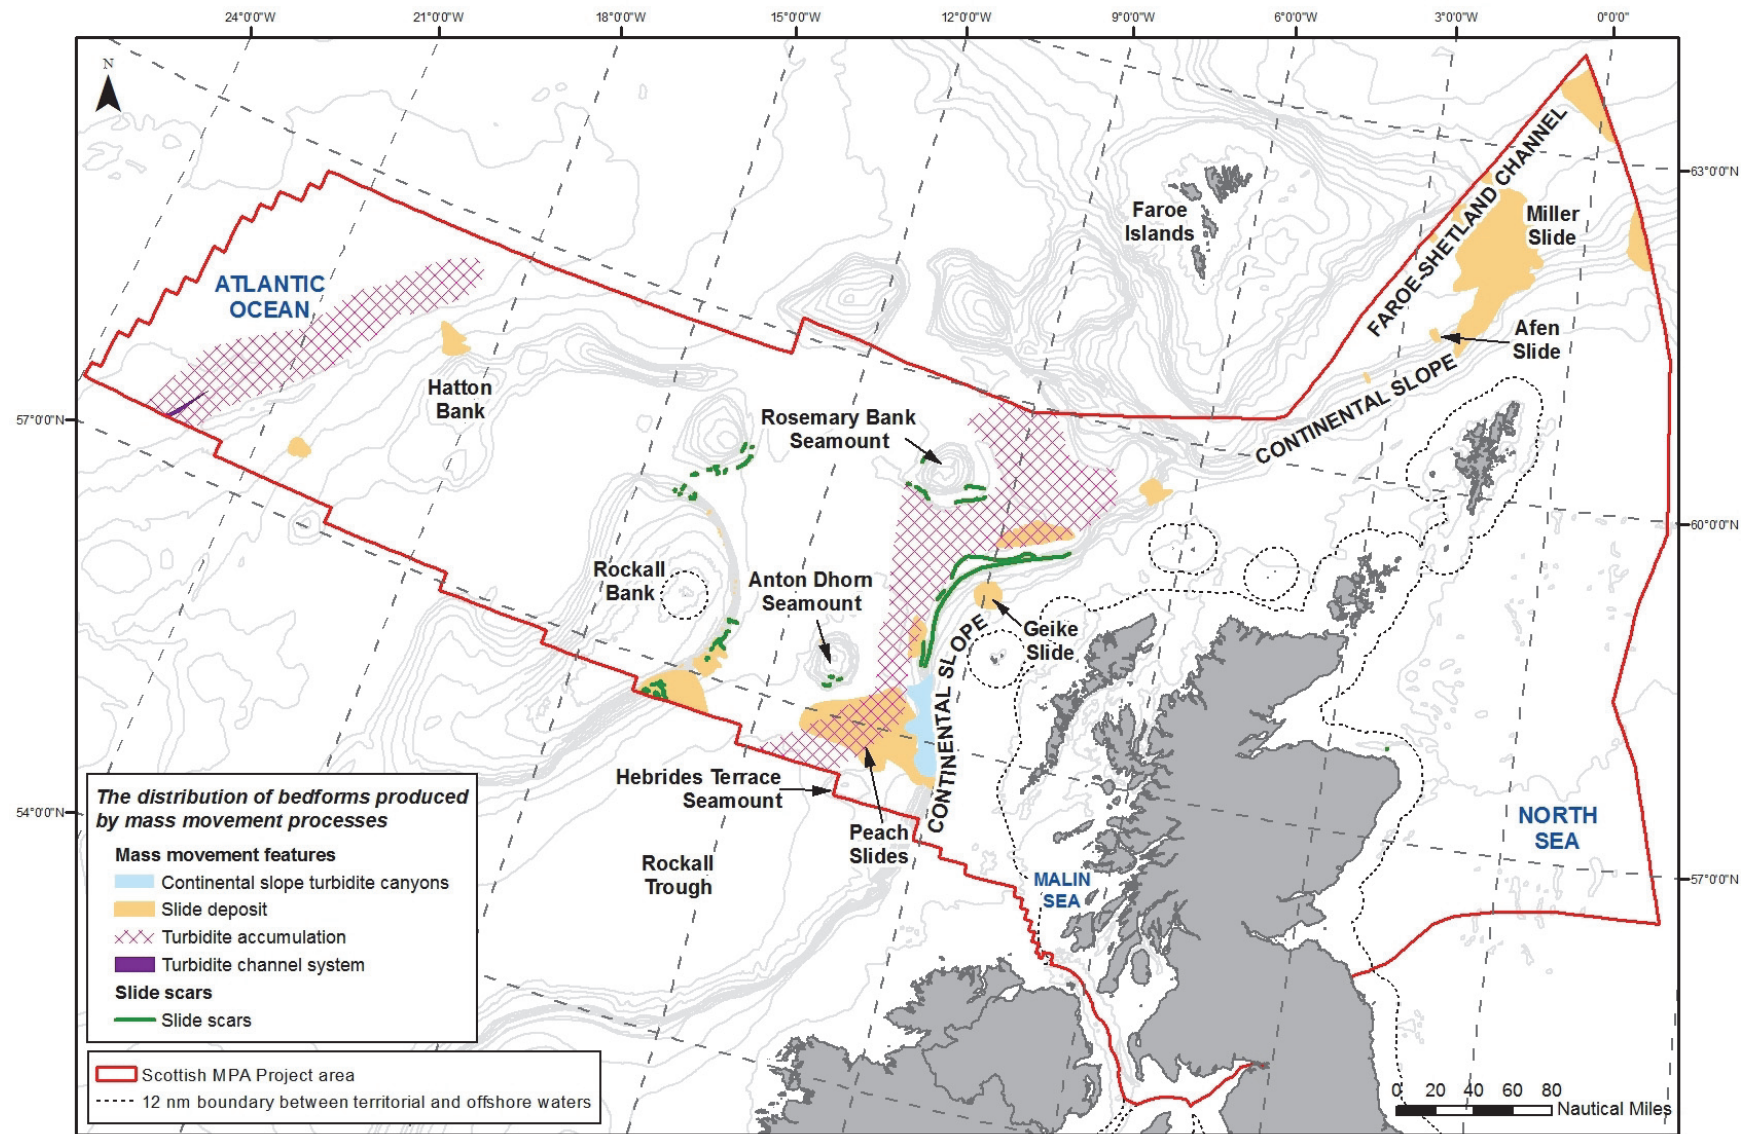 24°0'0"W
21°0'0"W
18°0'0"W
15°0'0"W
12°0'0"W
9°0'0"W
6°0'0"W
3°0'0"W
0°0'0"
N
63°0'0"N
FAROE-SHETLAND CHANNEL
Faroe
Islands
Miller
Slide
ATLANTIC
OCEAN
Afen
Slide
Hatton
Bank
CONTINENTAL SLOPE
57°0'0"N
Rosemary Bank
Seamount
60°0'0"N
Rockall
Bank
Anton Dhorn
Seamount
Geike
Slide
CONTINENTAL SLOPE
Hebrides Terrace
Seamount
Peach
Slides
54°0'0"N
Rockall
Trough
MALIN
SEA
NORTH
SEA
57°0'0"N
The distribution of bedforms produced
by mass movement processes
Mass movement features
Continental slope turbidite canyons
Slide deposit
Turbidite accumulation
Turbidite channel system
Slide scars
Slide scars
Scottish MPA Project area
12 nm boundary between territorial and offshore waters
0 20 40 60 80
Nautical Miles